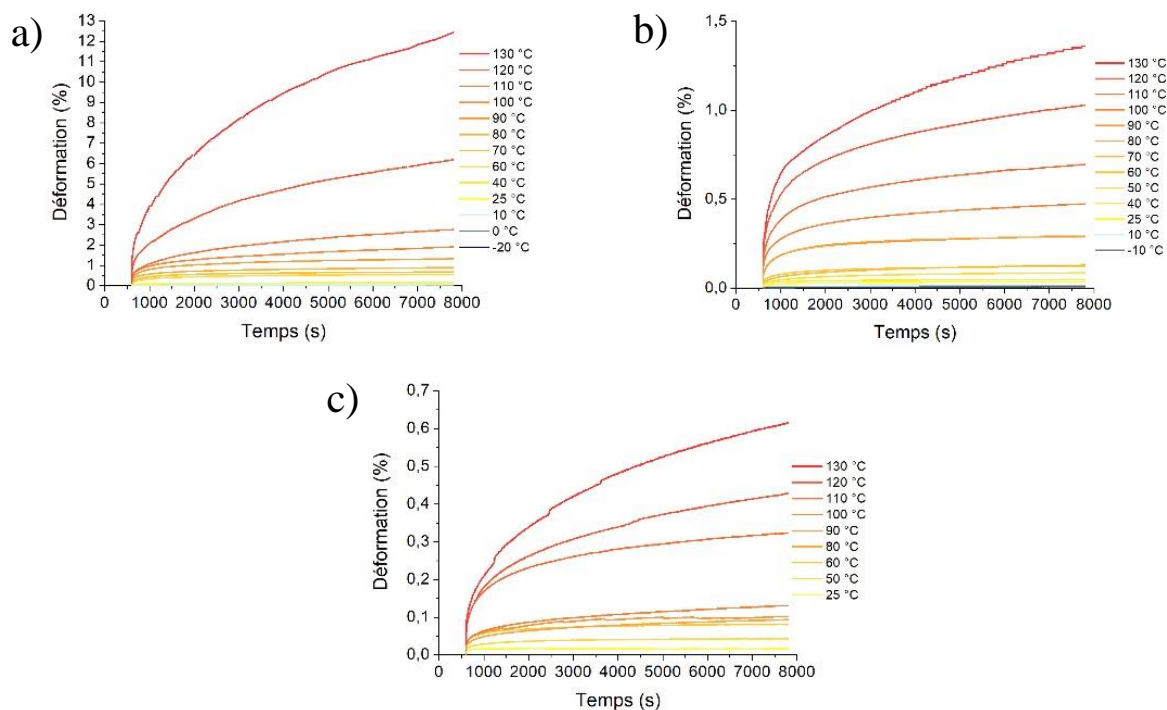 a)
13
12
11
10
9
8
7
6
5
4
3
2
1
0
Déformation (%)
0 1000 2000 3000 4000 5000 6000 7000 8000
Temps (s)
130 °C
120 °C
110 °C
100 °C
90 °C
80 °C
70 °C
60 °C
40 °C
25 °C
10 °C
0 °C
-20 °C
b)
1,5
1,0
0,5
0,0
Déformation (%)
0 1000 2000 3000 4000 5000 6000 7000 8000
Temps (s)
130 °C
120 °C
110 °C
100 °C
90 °C
80 °C
70 °C
60 °C
50 °C
40 °C
25 °C
10 °C
-10 °C
c)
0,7
0,6
0,5
0,4
0,3
0,2
0,1
0,0
Déformation (%)
0 1000 2000 3000 4000 5000 6000 7000 8000
Temps (s)
130 °C
120 °C
110 °C
100 °C
90 °C
80 °C
60 °C
50 °C
25 °C